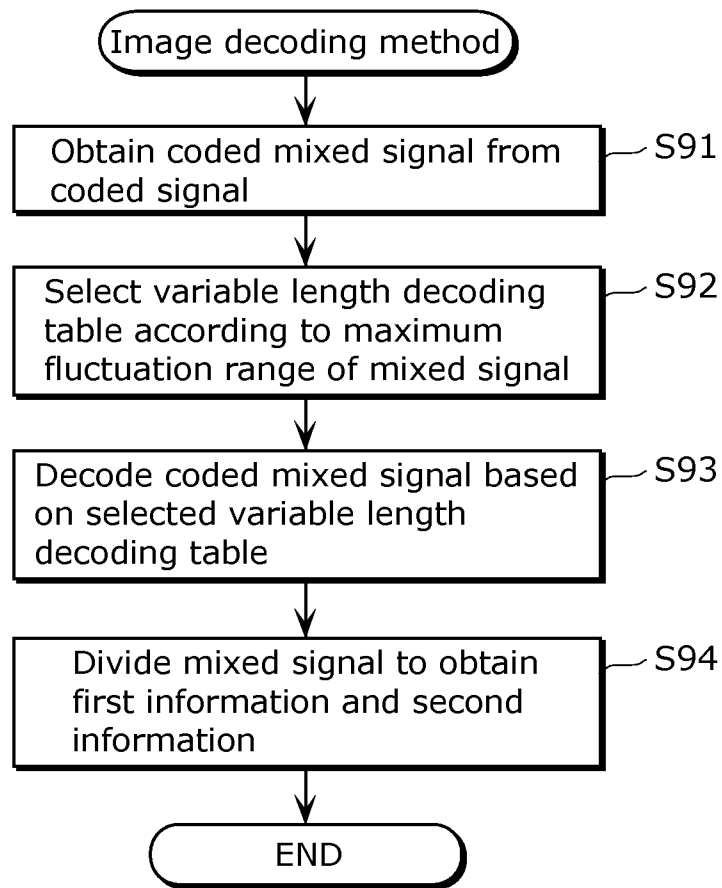 Image decoding method
Obtain coded mixed signal from
coded signal
S91
Select variable length decoding
table according to maximum
fluctuation range of mixed signal
S92
Decode coded mixed signal based
on selected variable length
decoding table
S93
Divide mixed signal to obtain
first information and second
information
S94
END